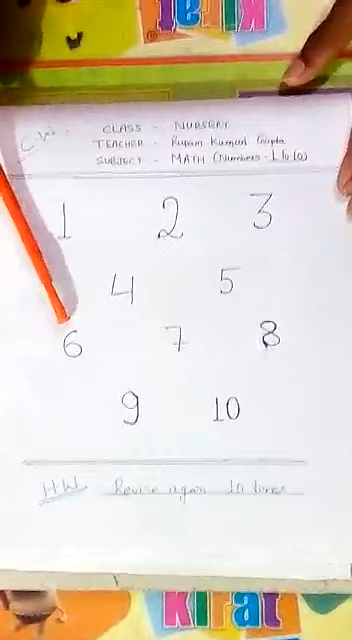 C.W.
CLASS - NURSERY
TEACHER - Rupam Kumari Gupta
SUBJECT - MATH (Numbers - 1 to 10)
1 2 3
4 5
6 7 8
9 10
HW Revise again 10 times
kirat